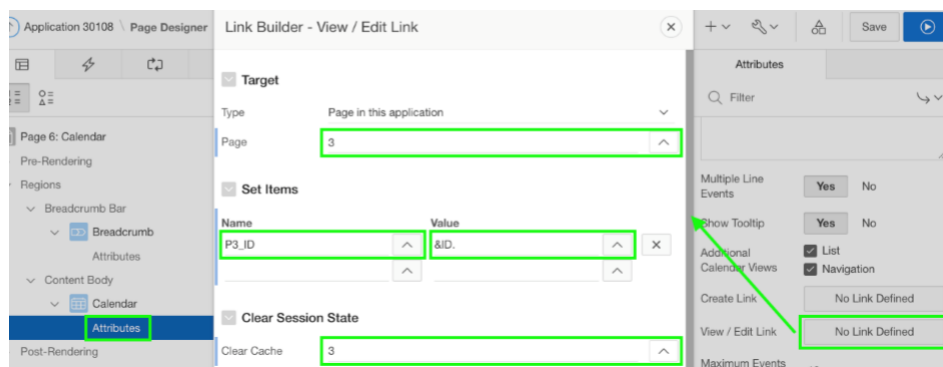 Application 30108 \ Page Designer
Page 6: Calendar
Pre-Rendering
Regions
Breadcrumb Bar
Breadcrumb
Attributes
Content Body
Calendar
Attributes
Post-Rendering
Link Builder - View / Edit Link
Target
Type Page in this application
Page 3
Set Items
Name Value
P3_ID &ID.
Clear Session State
Clear Cache 3
Save
Attributes
Filter
Multiple Line
Events
Yes No
Show Tooltip Yes No
Additional
Calendar Views
List
Navigation
Create Link No Link Defined
View / Edit Link No Link Defined
Maximum Events